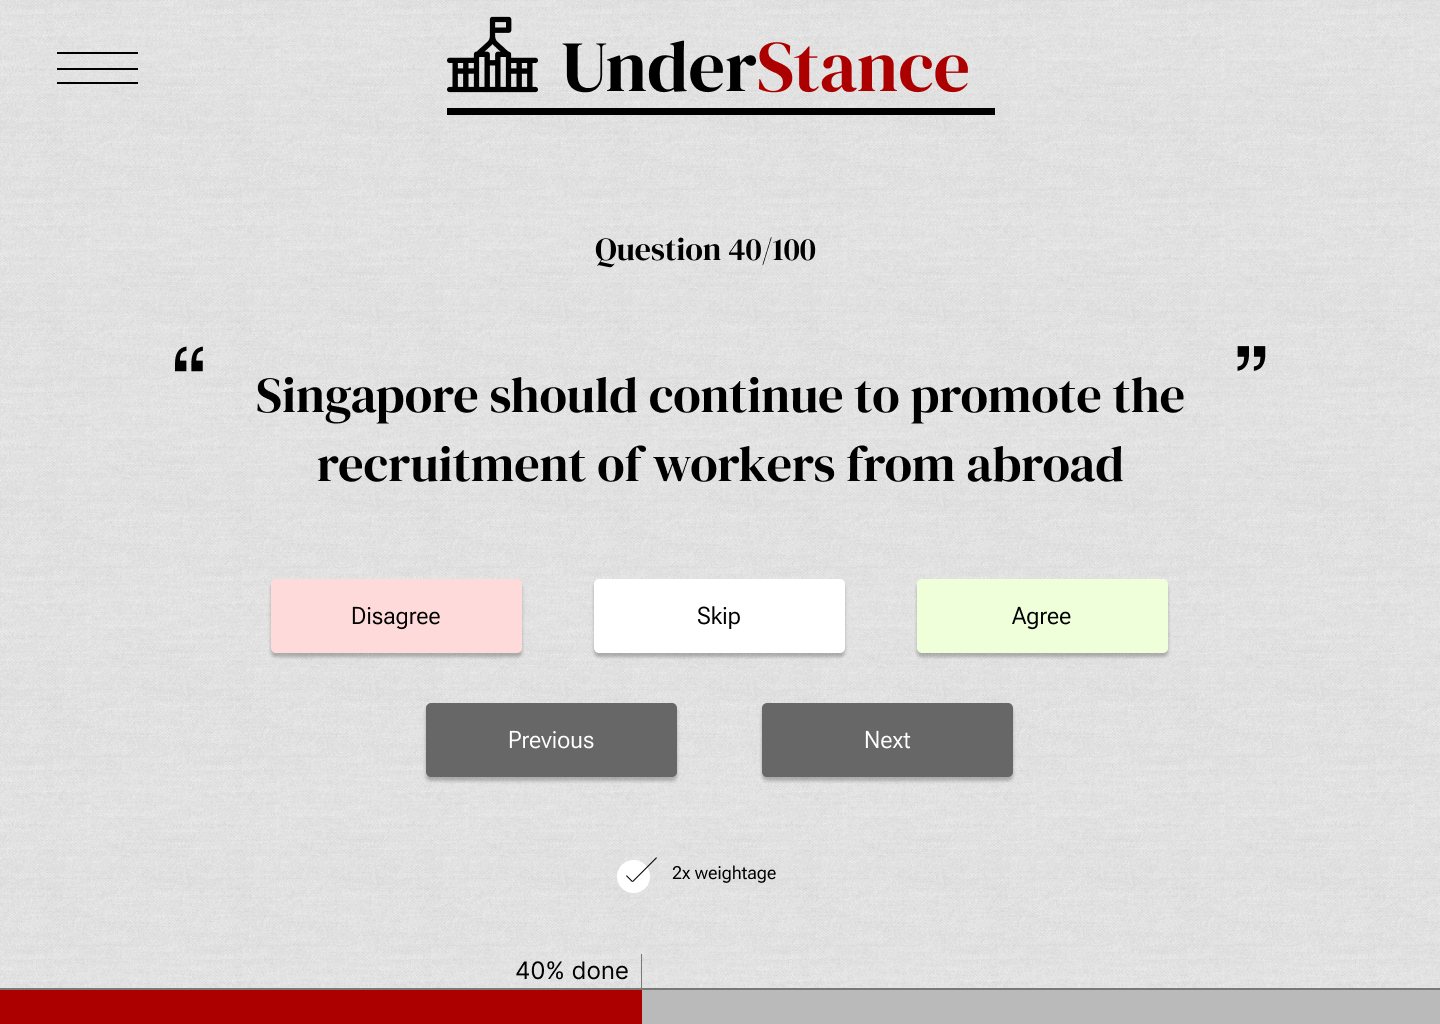 UnderStance
Question 40/100
“ Singapore should continue to promote the ”
recruitment of workers from abroad
Disagree
Skip
Agree
Previous
Next
2x weightage
40% done